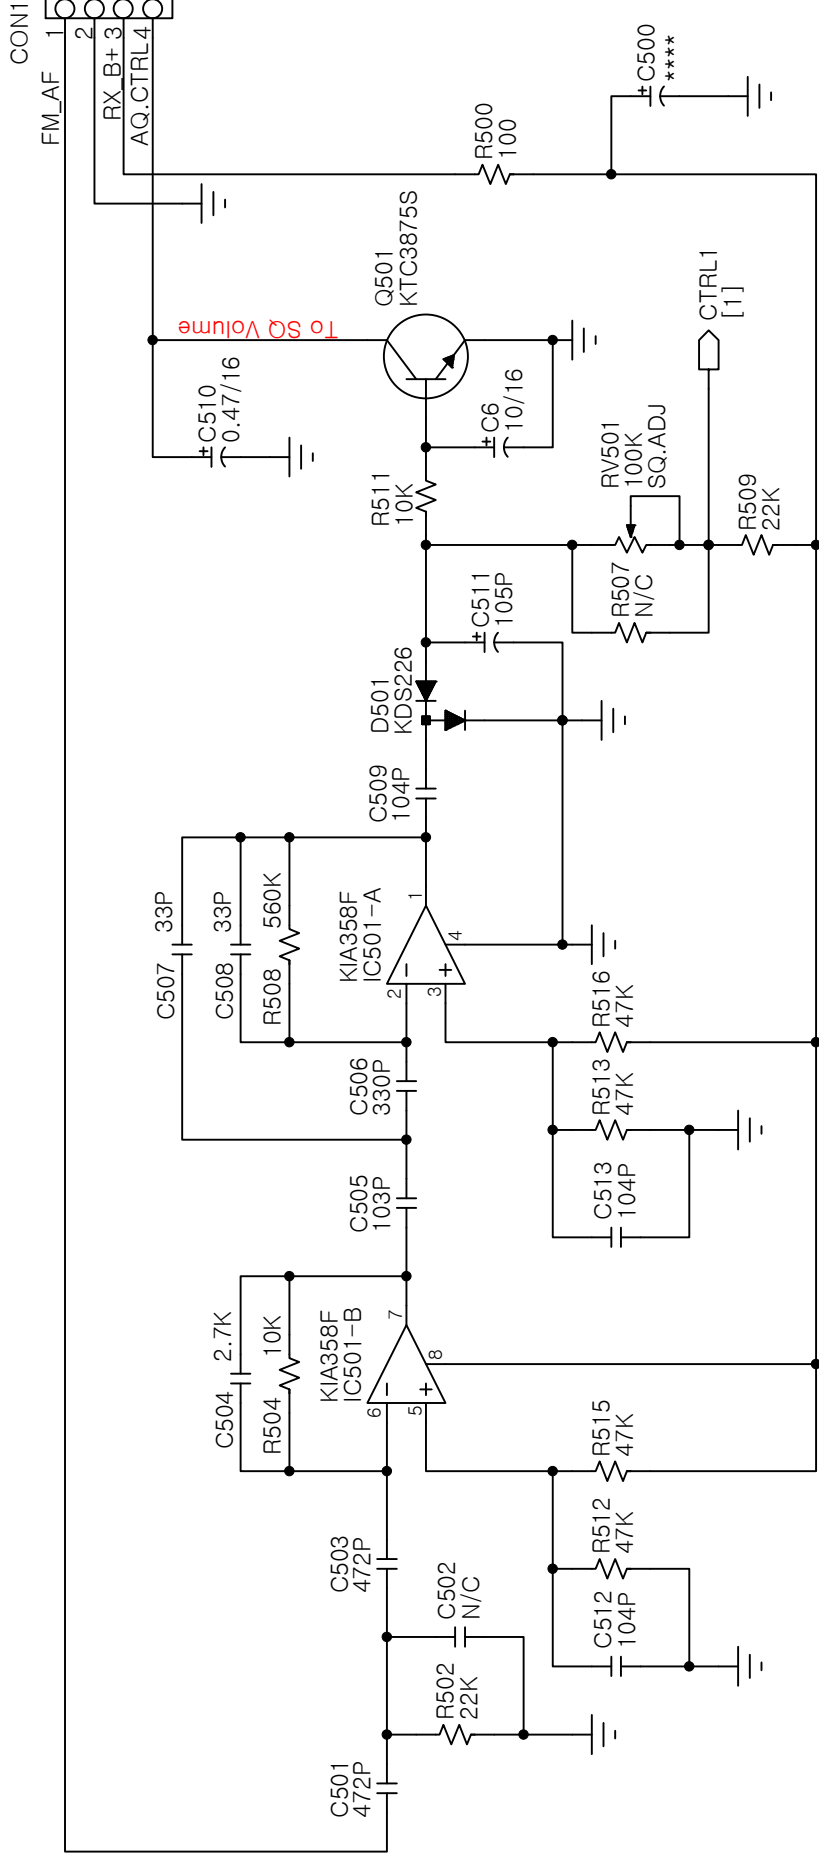 CON1
1
2
3
4
FM_AF
RX_B+
AQ.CTRL
C500
****
R500
100
To SQ Volume
Q501
KTC3875S
CTRL1
[1]
C510
0.47/16
C6
10/16
R511
10K
RV501
100K
SQ.ADJ
R509
22K
R507
N/C
C511
105P
D501
KDS226
C509
104P
C507
33P
C508
33P
R508
560K
KIA358F
IC501-A
1
2
3
4
-
+
C506
330P
R516
47K
R513
47K
C513
104P
C505
103P
C504
2.7K
R504
10K
KIA358F
IC501-B
7
8
6
5
-
+
R515
47K
R512
47K
C512
104P
C503
472P
C502
N/C
R502
22K
C501
472P